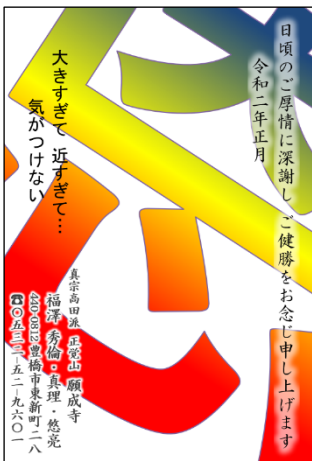 日頃のご厚情に深謝し ご健勝をお念じ申し上げます
令和二年正月
大きすぎて 近すぎて…
気がつけない
真宗高田派 正覚山 願成寺
福澤 秀倫・真理・悠亮
440-0812豊橋市東新町二八
☎〇五三二-五二-九六〇一